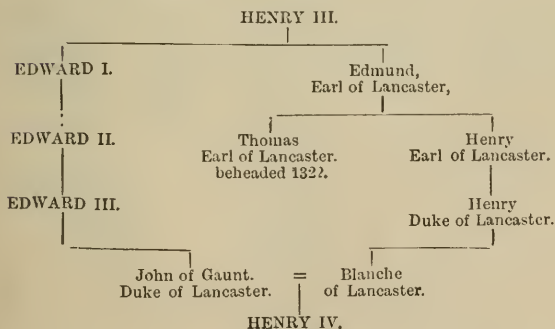 HENRY III.
EDWARD I.
Edmund,
Earl of Lancaster,
EDWARD II.
Thomas
Earl of Lancaster.
beheaded 1322.
Henry
Earl of Lancaster.
EDWARD III.
Henry
Duke of Lancaster.
John of Gaunt. = Blanche
Duke of Lancaster. of Lancaster.
HENRY IV.